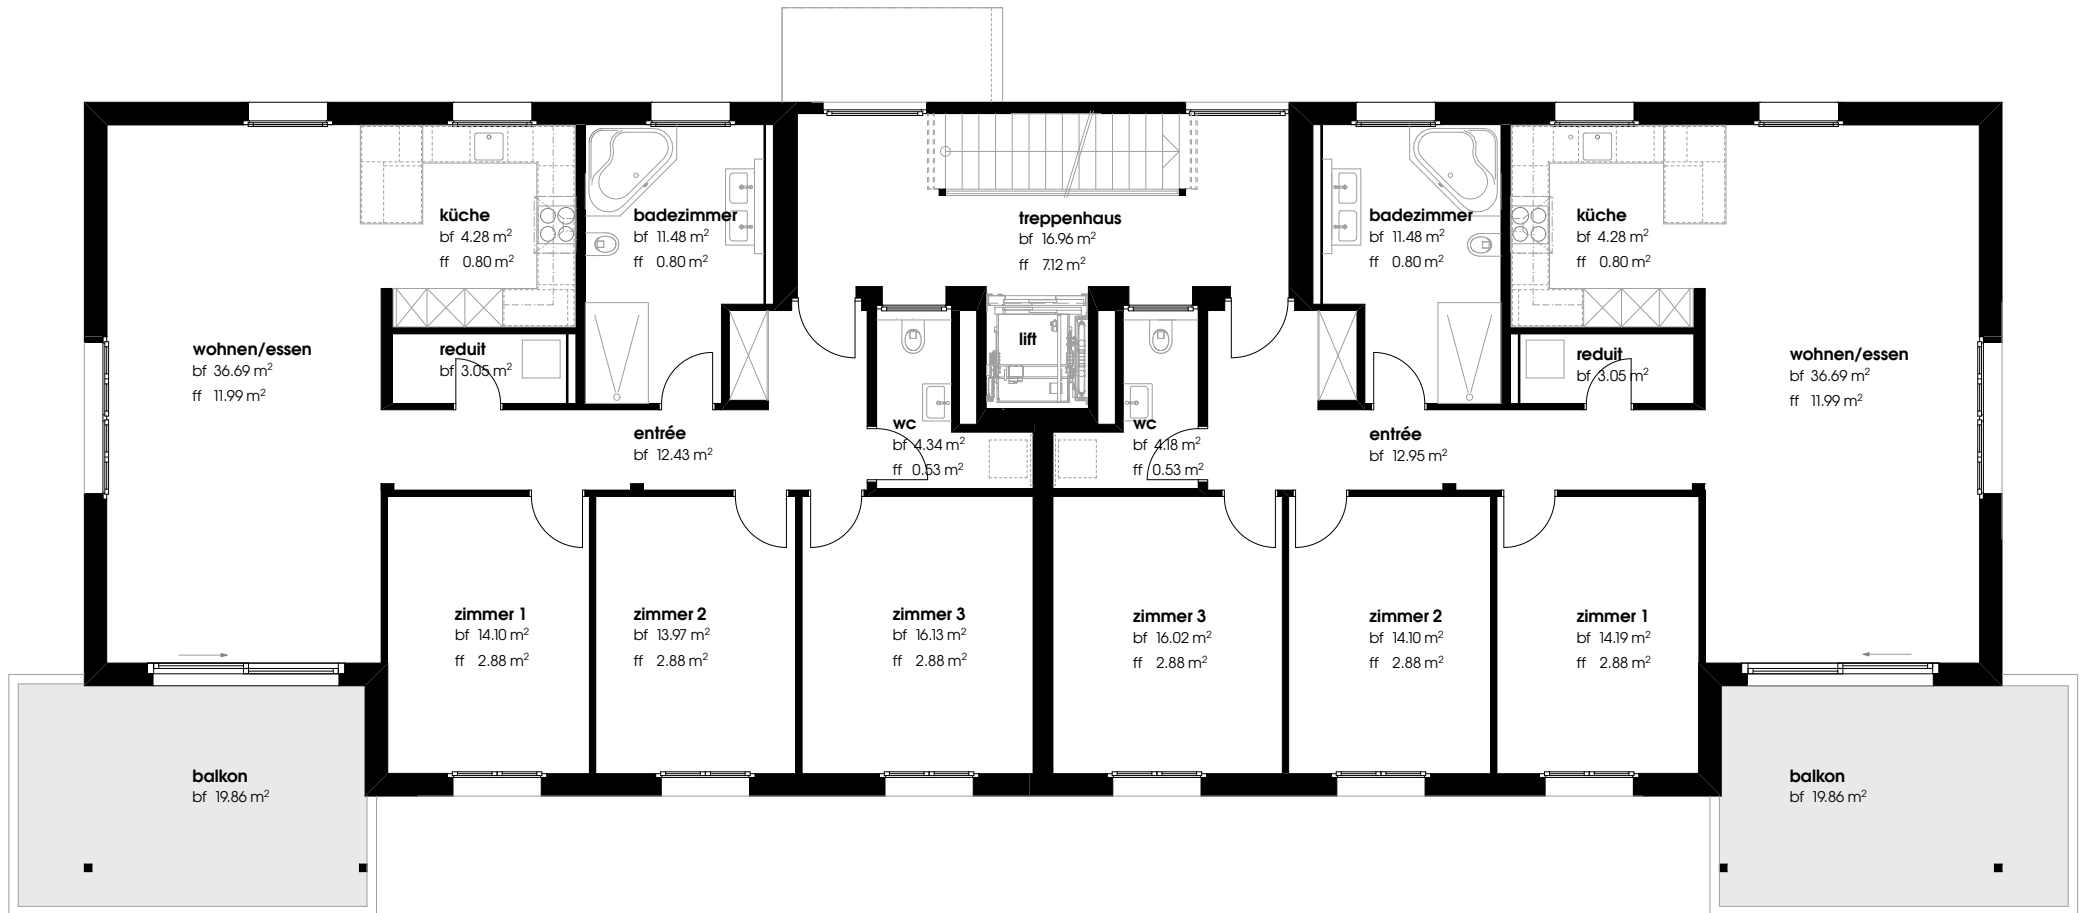 küche
bf 4.28 m²
ff 0.80 m²
badezimmer
bf 11.48 m²
ff 0.80 m²
treppenhaus
bf 16.96 m²
ff 7.12 m²
badezimmer
bf 11.48 m²
ff 0.80 m²
küche
bf 4.28 m²
ff 0.80 m²
wohnen/essen
bf 36.69 m²
ff 11.99 m²
reduit
bf 3.05 m²
lift
reduit
bf 3.05 m²
wohnen/essen
bf 36.69 m²
ff 11.99 m²
entrée
bf 12.43 m²
wc
bf 4.34 m²
ff 0.53 m²
wc
bf 4.18 m²
ff 0.53 m²
entrée
bf 12.95 m²
zimmer 1
bf 14.10 m²
ff 2.88 m²
zimmer 2
bf 13.97 m²
ff 2.88 m²
zimmer 3
bf 16.13 m²
ff 2.88 m²
zimmer 3
bf 16.02 m²
ff 2.88 m²
zimmer 2
bf 14.10 m²
ff 2.88 m²
zimmer 1
bf 14.19 m²
ff 2.88 m²
balkon
bf 19.86 m²
balkon
bf 19.86 m²